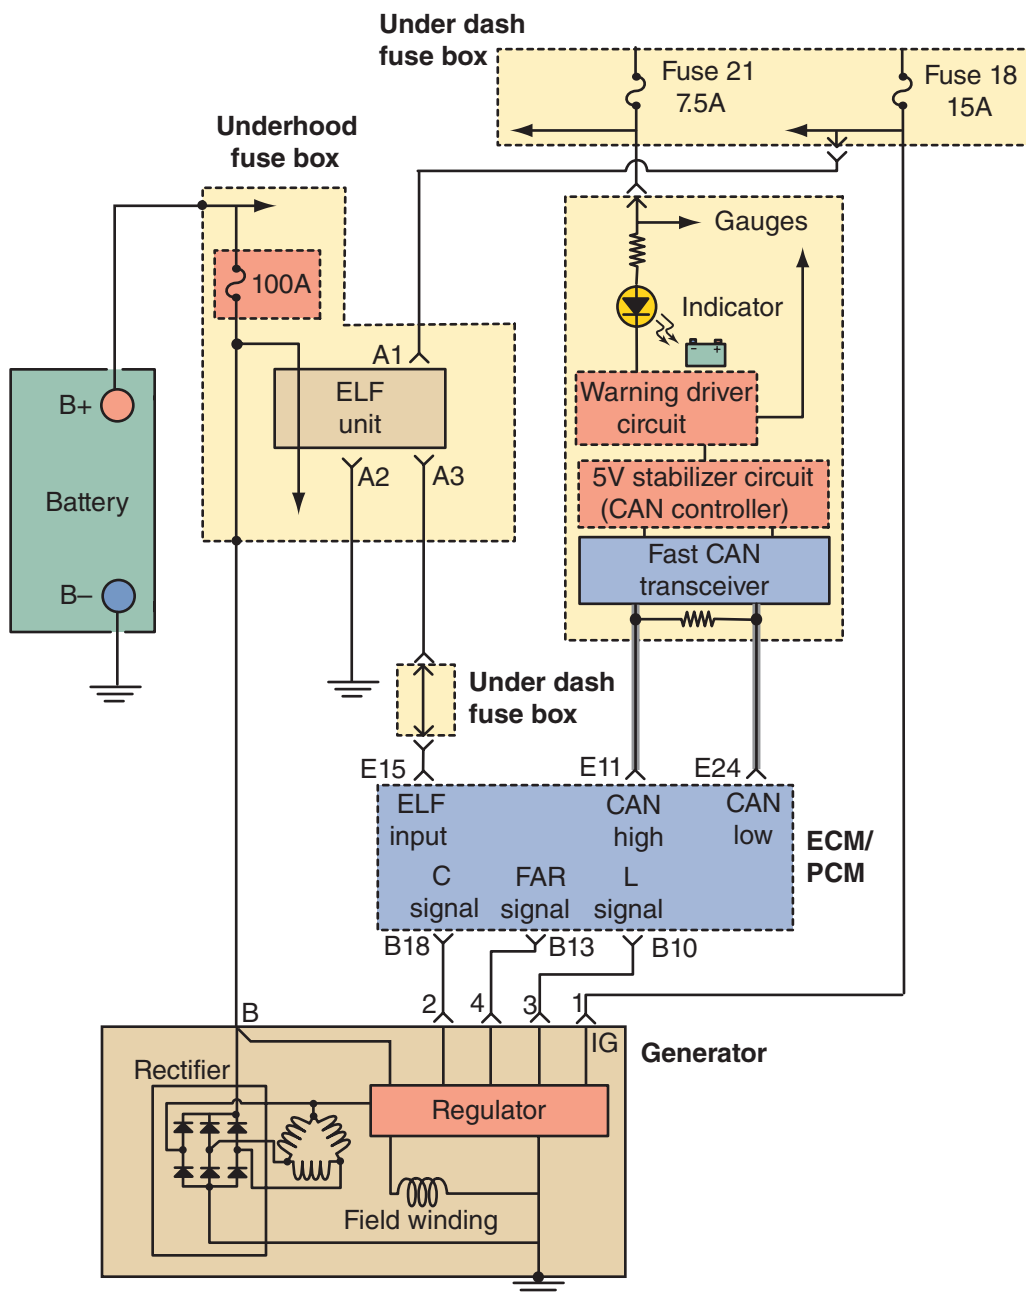 Under dash
fuse box
Fuse 21
7.5A
Fuse 18
15A
Underhood
fuse box
Gauges
100A
Indicator
A1
ELF
unit
B+
Warning driver
circuit
A2
A3
5V stabilizer circuit
(CAN controller)
Battery
Fast CAN
transceiver
B–
Under dash
fuse box
E15
E11
E24
ELF
input
CAN
high
CAN
low
ECM/
PCM
C
signal
FAR
signal
L
signal
B18
B13
B10
2
4
3
1
B
IG
Generator
Rectifier
Regulator
Field winding
– +